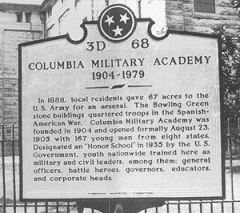 3D 68
COLUMBIA MILITARY ACADEMY
1904-1979
In 1888, local residents gave 67 acres to the
U.S. Army for an arsenal. The Bowling Green
stone buildings quartered troops in the Spanish-
American War. Columbia Military Academy was
founded in 1904 and opened formally August 23,
1905 with 167 young men from eight states.
Designated an "Honor School" in 1933 by the U. S.
Government, youth nationwide trained here as
military and civil leaders, among them: general
officers, battle heroes, governors, educators,
and corporate heads.